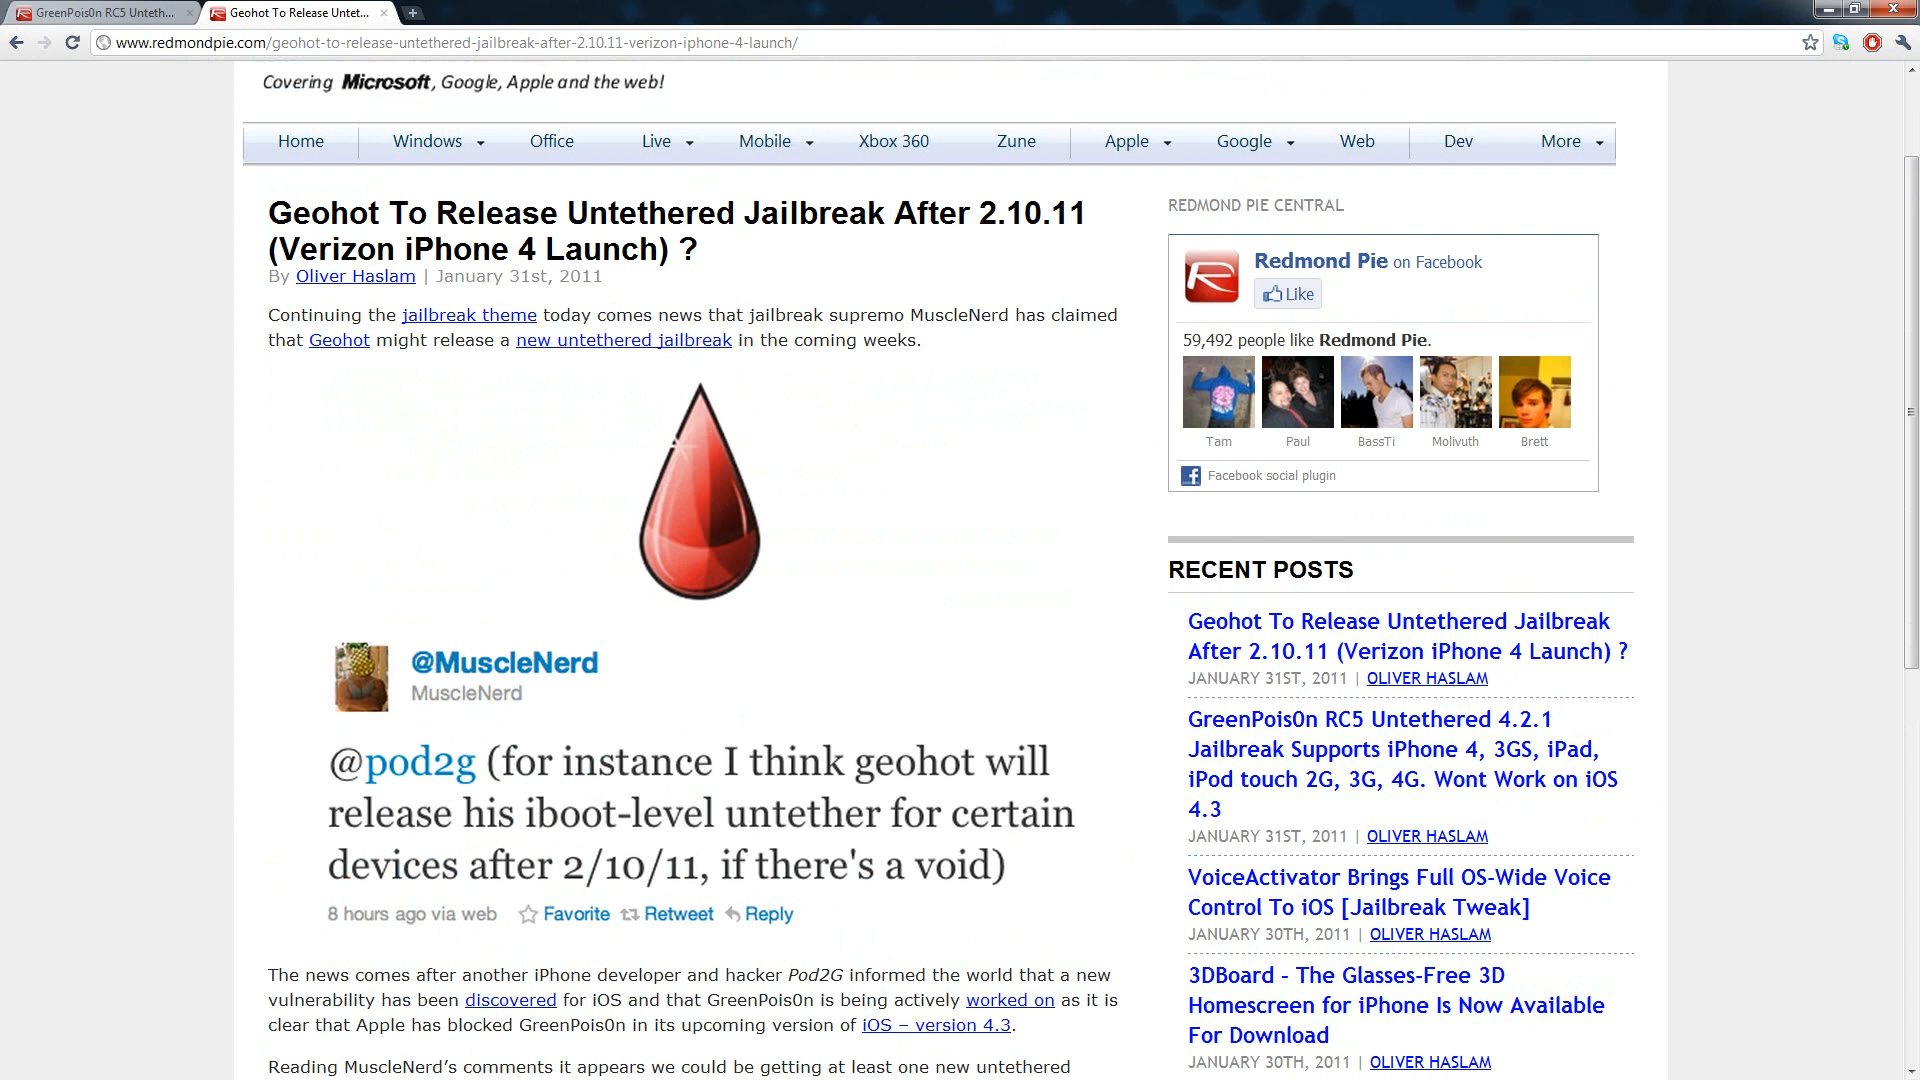 GreenPois0n RC5 Unteth...
Geohot To Release Untet...
www.redmondpie.com/geohot-to-release-untethered-jailbreak-after-2.10.11-verizon-iphone-4-launch/
Covering Microsoft, Google, Apple and the web!
Home Windows Office Live Mobile Xbox 360 Zune Apple Google Web Dev More
Geohot To Release Untethered Jailbreak After 2.10.11
(Verizon iPhone 4 Launch) ?
By Oliver Haslam | January 31st, 2011
Continuing the jailbreak theme today comes news that jailbreak supremo MuscleNerd has claimed
that Geohot might release a new untethered jailbreak in the coming weeks.
@MuscleNerd
MuscleNerd
@pod2g (for instance I think geohot will
release his iboot-level untether for certain
devices after 2/10/11, if there's a void)
8 hours ago via web Favorite Retweet Reply
The news comes after another iPhone developer and hacker Pod2G informed the world that a new
vulnerability has been discovered for iOS and that GreenPois0n is being actively worked on as it is
clear that Apple has blocked GreenPois0n in its upcoming version of iOS – version 4.3.
Reading MuscleNerd’s comments it appears we could be getting at least one new untethered
REDMOND PIE CENTRAL
Redmond Pie on Facebook
Like
59,492 people like Redmond Pie.
Tam Paul BassTi Molivuth Brett
Facebook social plugin
RECENT POSTS
Geohot To Release Untethered Jailbreak
After 2.10.11 (Verizon iPhone 4 Launch) ?
JANUARY 31ST, 2011 | OLIVER HASLAM
GreenPois0n RC5 Untethered 4.2.1
Jailbreak Supports iPhone 4, 3GS, iPad,
iPod touch 2G, 3G, 4G. Wont Work on iOS
4.3
JANUARY 31ST, 2011 | OLIVER HASLAM
VoiceActivator Brings Full OS-Wide Voice
Control To iOS [Jailbreak Tweak]
JANUARY 30TH, 2011 | OLIVER HASLAM
3DBoard – The Glasses-Free 3D
Homescreen for iPhone Is Now Available
For Download
JANUARY 30TH, 2011 | OLIVER HASLAM